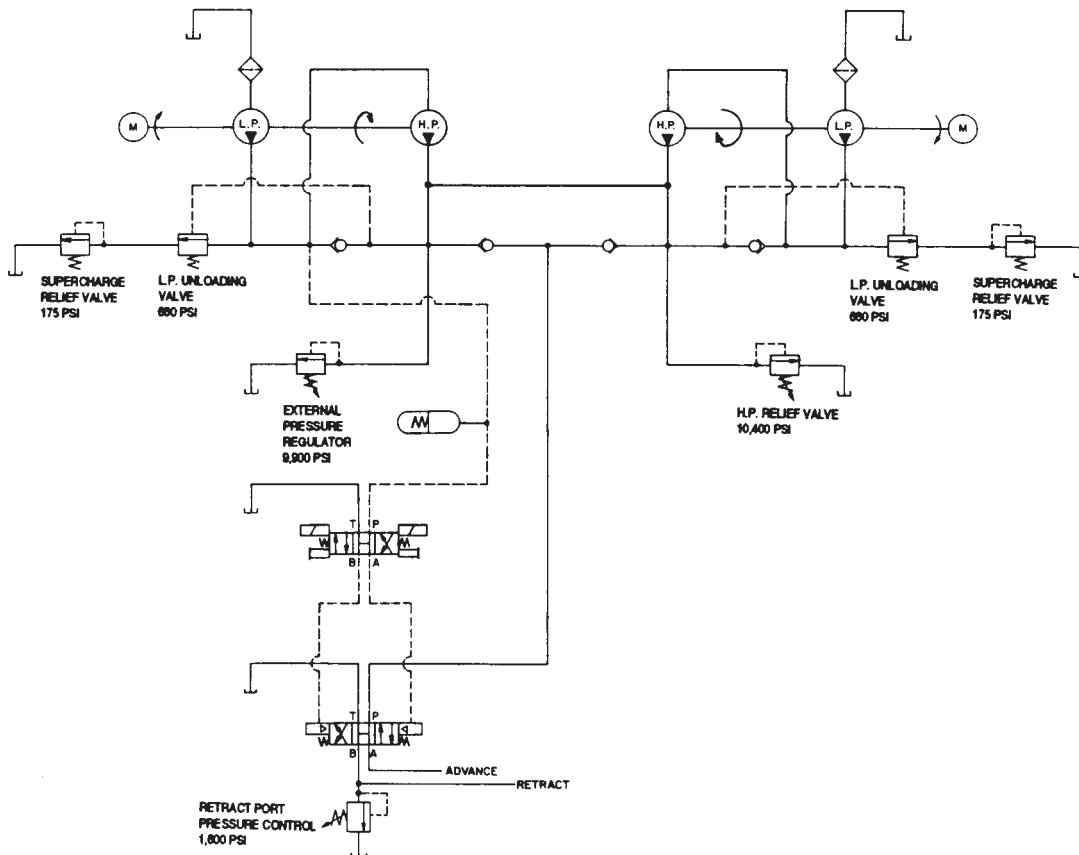 M
L.P.
H.P.
H.P.
L.P.
M
SUPERCHARGE
RELIEF VALVE
175 PSI
L.P. UNLOADING
VALVE
660 PSI
L.P. UNLOADING
VALVE
660 PSI
SUPERCHARGE
RELIEF VALVE
175 PSI
EXTERNAL
PRESSURE
REGULATOR
9,900 PSI
H.P. RELIEF VALVE
10,400 PSI
T P
B A
T P
B A
ADVANCE
RETRACT
RETRACT PORT
PRESSURE CONTROL
1,600 PSI